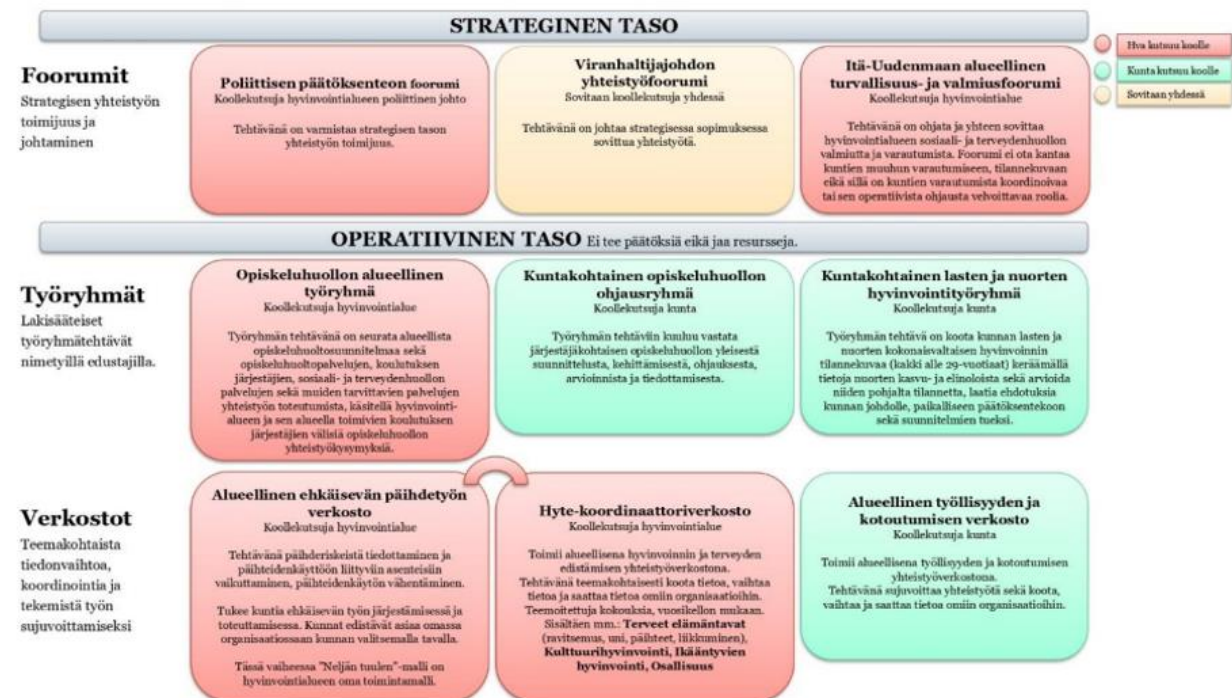 STRATEGINEN TASO
Hva kutsuu koolle
Kunta kutsuu koolle
Sovitaan yhdessä
Foorumit
Strategisen yhteistyön
toimijuus ja
johtaminen
Poliittisen päätöksenteon foorumi
Koollekutsuja hyvinvointialueen poliittinen johto
Tehtävänä on varmistaa strategisen tason
yhteistyön toimijuus.
Viranhaltijajohdon
yhteistyöfoorumi
Sovitaan koollekutsuja yhdessä
Tehtävänä on johtaa strategisessa sopimuksessa
sovittua yhteistyötä.
Itä-Uudenmaan alueellinen
turvallisuus- ja valmiusfoorumi
Koollekutsuja hyvinvointialue
Tehtävänä on ohjata ja yhteen sovittaa
hyvinvointialueen sosiaali- ja terveydenhuollon
valmiutta ja varautumista. Foorumi ei ota kantaa
kuntien muuhun varautumiseen, tilannekuvaan
eikä sillä on kuntien varautumista koordinoivaa
tai sen operatiivista ohjausta velvoittavaa roolia.
OPERATIIVINEN TASO Ei tee päätöksiä eikä jaa resursseja.
Työryhmät
Lakisääteiset
työryhmätehtävät
nimetyillä edustajilla.
Opiskeluhuollon alueellinen
työryhmä
Koollekutsuja hyvinvointialue
Työryhmän tehtävänä on seurata alueellista
opiskeluhuoltosuunnitelmaa sekä
opiskeluhuoltopalvelujen, koulutuksen
järjestäjien, sosiaali- ja terveydenhuollon
palvelujen sekä muiden tarvittavien palvelujen
yhteistyön toteutumista, käsitellä hyvinvointi-
alueen ja sen alueella toimivien koulutuksen
järjestäjien välisiä opiskeluhuollon
yhteistyökysymyksiä.
Kuntakohtainen opiskeluhuollon
ohjausryhmä
Koollekutsuja kunta
Työryhmän tehtäviin kuuluu vastata
järjestäjäkohtaisen opiskeluhuollon yleisestä
suunnittelusta, kehittämisestä, ohjauksesta,
arvioinnista ja tiedottamisesta.
Kuntakohtainen lasten ja nuorten
hyvinvointityöryhmä
Koollekutsuja kunta
Työryhmän tehtävä on koota kunnan lasten ja
nuorten kokonaisvaltaisen hyvinvoinnin
tilannekuvaa (kakki alle 29-vuotiaat) keräämällä
tietoja nuorten kasvu- ja elinoloista sekä arvioida
niiden pohjalta tilannetta, laatia ehdotuksia
kunnan johdolle, paikalliseen päätöksentekoon
sekä suunnitelmien tueksi.
Verkostot
Teemakohtaista
tiedonvaihtoa,
koordinointia ja
tekemistä työn
sujuvoittamiseksi
Alueellinen ehkäisevän päihdetyön
verkosto
Koollekutsuja hyvinvointialue
Tehtävänä päihderiskeistä tiedottaminen ja
päihteidenkäyttöön liittyviin asenteisiin
vaikuttaminen, päihteidenkäytön vähentäminen.
Tukee kuntia ehkäisevän työn järjestämisessä ja
toteuttamisessa. Kunnat edistävät asiaa omassa
organisaatiossaan kunnan valitsemalla tavalla.
Tässä vaiheessa "Neljän tuulen"-malli on
hyvinvointialueen oma toimintamalli.
Hyte-koordinaattoriverkosto
Koollekutsuja hyvinvointialue
Toimii alueellisena hyvinvoinnin ja terveyden
edistämisen yhteistyöverkostona.
Tehtävänä teemakohtaisesti koota tietoa, vaihtaa
tietoa ja saattaa tietoa omiin organisaatioihin.
Teemoitettuja kokouksia, vuosikellon mukaan.
Sisältäen mm.: Terveet elämäntavat
(ravitsemus, uni, päihteet, liikkuminen),
Kulttuurihyvinvointi, Ikääntyvien
hyvinvointi, Osallisuus
Alueellinen työllisyyden ja
kotoutumisen verkosto
Koollekutsuja kunta
Toimii alueellisena työllisyyden ja kotoutumisen
yhteistyöverkostona.
Tehtävänä sujuvoittaa yhteistyötä sekä koota,
vaihtaa ja saattaa tietoa omiin organisaatioihin.